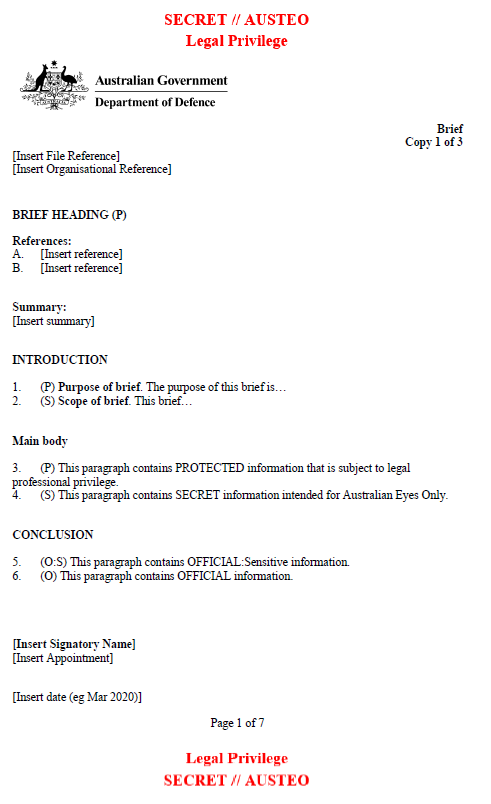 SECRET // AUSTEO
Legal Privilege
Australian Government
Department of Defence
Brief
Copy 1 of 3
[Insert File Reference]
[Insert Organisational Reference]
BRIEF HEADING (P)
References:
A. [Insert reference]
B. [Insert reference]
Summary:
[Insert summary]
INTRODUCTION
1. (P) Purpose of brief. The purpose of this brief is…
2. (S) Scope of brief. This brief…
Main body
3. (P) This paragraph contains PROTECTED information that is subject to legal
professional privilege.
4. (S) This paragraph contains SECRET information intended for Australian Eyes Only.
CONCLUSION
5. (O:S) This paragraph contains OFFICIAL:Sensitive information.
6. (O) This paragraph contains OFFICIAL information.
[Insert Signatory Name]
[Insert Appointment]
[Insert date (eg Mar 2020)]
Page 1 of 7
Legal Privilege
SECRET // AUSTEO